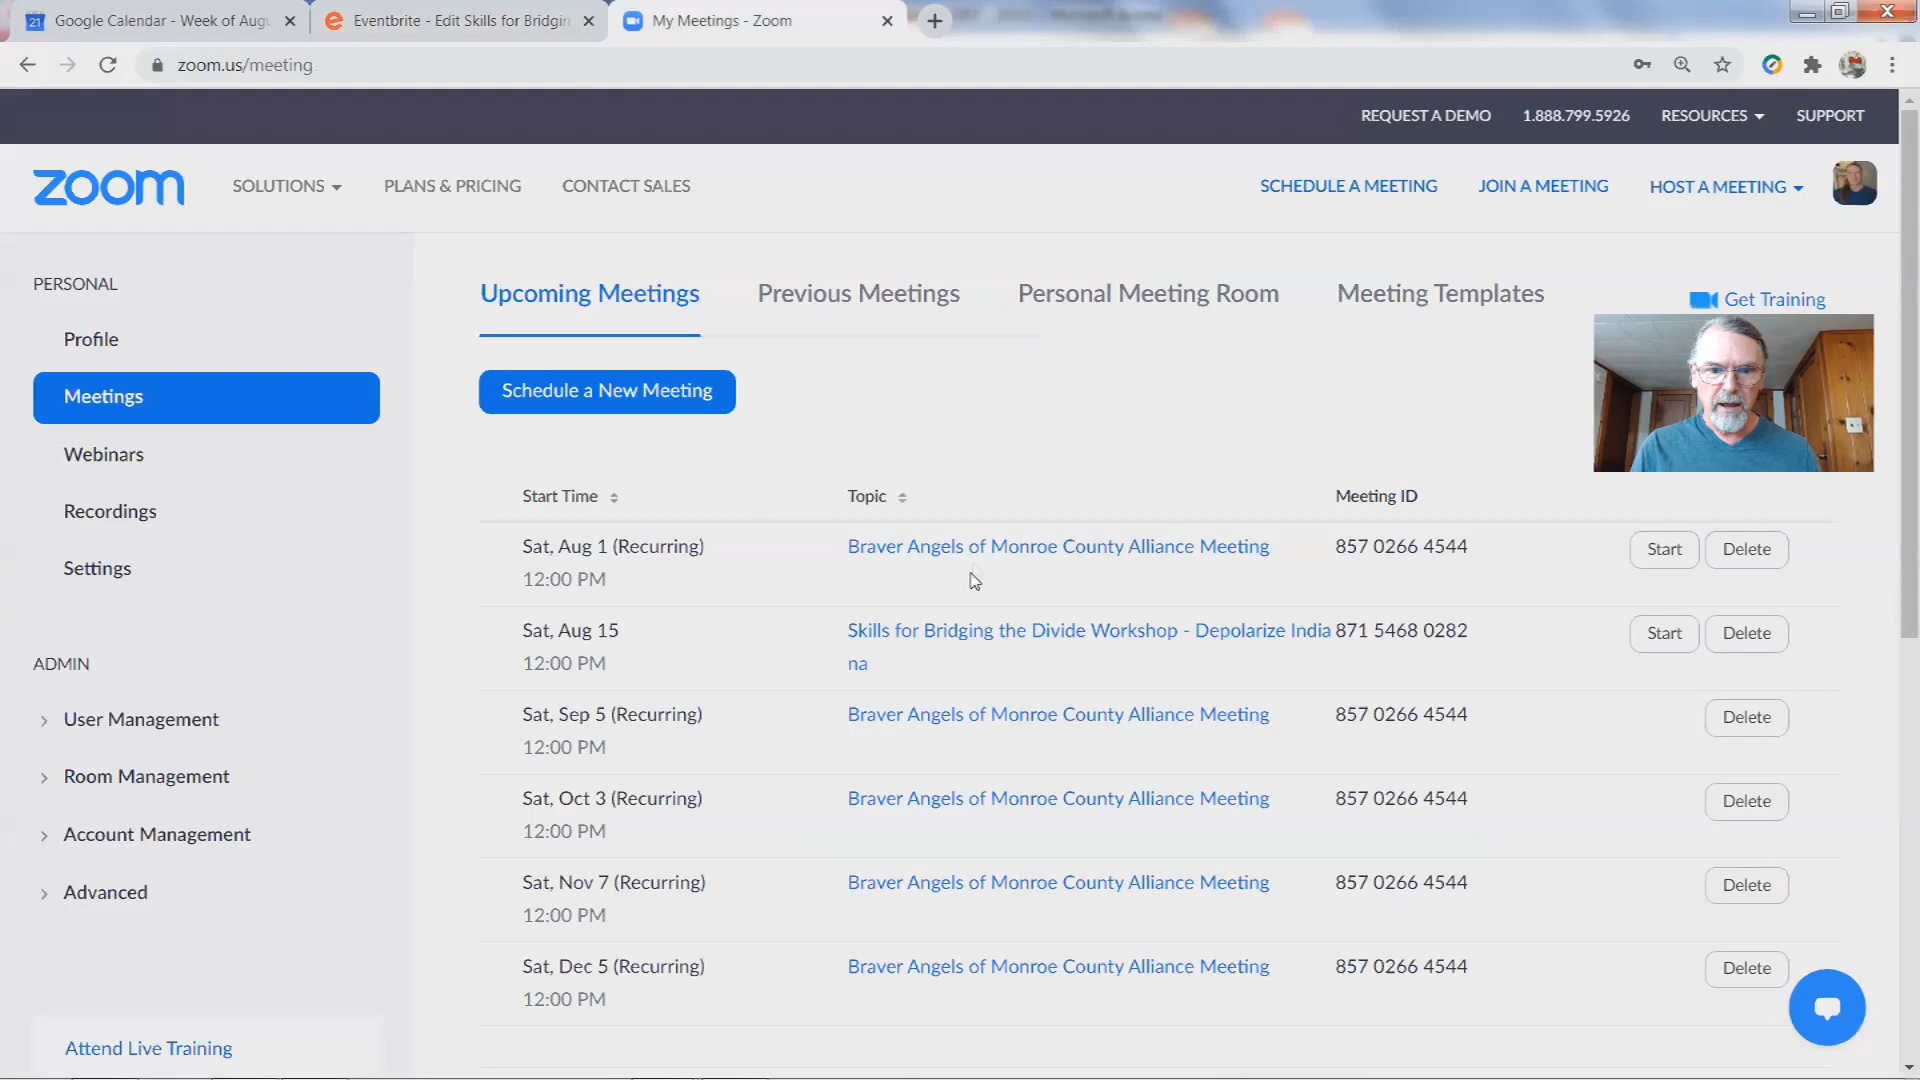 21 Google Calendar - Week of Aug
Eventbrite - Edit Skills for Bridgin
My Meetings - Zoom
zoom.us/meeting
REQUEST A DEMO 1.888.799.5926 RESOURCES SUPPORT
zoom SOLUTIONS PLANS & PRICING CONTACT SALES SCHEDULE A MEETING JOIN A MEETING HOST A MEETING
PERSONAL
Profile
Meetings
Webinars
Recordings
Settings
ADMIN
User Management
Room Management
Account Management
Advanced
Attend Live Training
Upcoming Meetings Previous Meetings Personal Meeting Room Meeting Templates
Get Training
Schedule a New Meeting
Start Time Topic Meeting ID
Sat, Aug 1 (Recurring) Braver Angels of Monroe County Alliance Meeting 857 0266 4544 Start Delete
12:00 PM
Sat, Aug 15 Skills for Bridging the Divide Workshop - Depolarize India 871 5468 0282 Start Delete
12:00 PM na
Sat, Sep 5 (Recurring) Braver Angels of Monroe County Alliance Meeting 857 0266 4544 Delete
12:00 PM
Sat, Oct 3 (Recurring) Braver Angels of Monroe County Alliance Meeting 857 0266 4544 Delete
12:00 PM
Sat, Nov 7 (Recurring) Braver Angels of Monroe County Alliance Meeting 857 0266 4544 Delete
12:00 PM
Sat, Dec 5 (Recurring) Braver Angels of Monroe County Alliance Meeting 857 0266 4544 Delete
12:00 PM